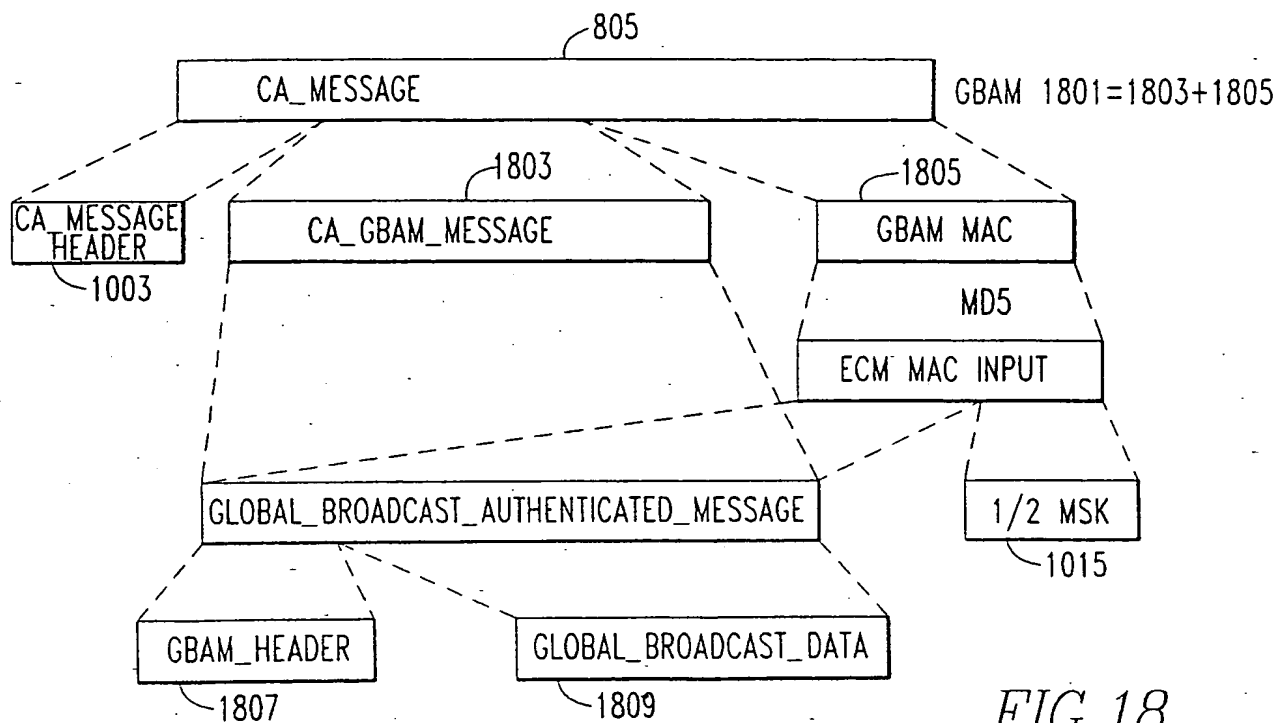 805
CA_MESSAGE
GBAM 1801=1803+1805
1803
1805
CA_MESSAGE
HEADER
CA_GBAM_MESSAGE
GBAM MAC
1003
MD5
ECM MAC INPUT
GLOBAL_BROADCAST_AUTHENTICATED_MESSAGE
1/2 MSK
1015
GBAM_HEADER
GLOBAL_BROADCAST_DATA
1807
1809
FIG. 18